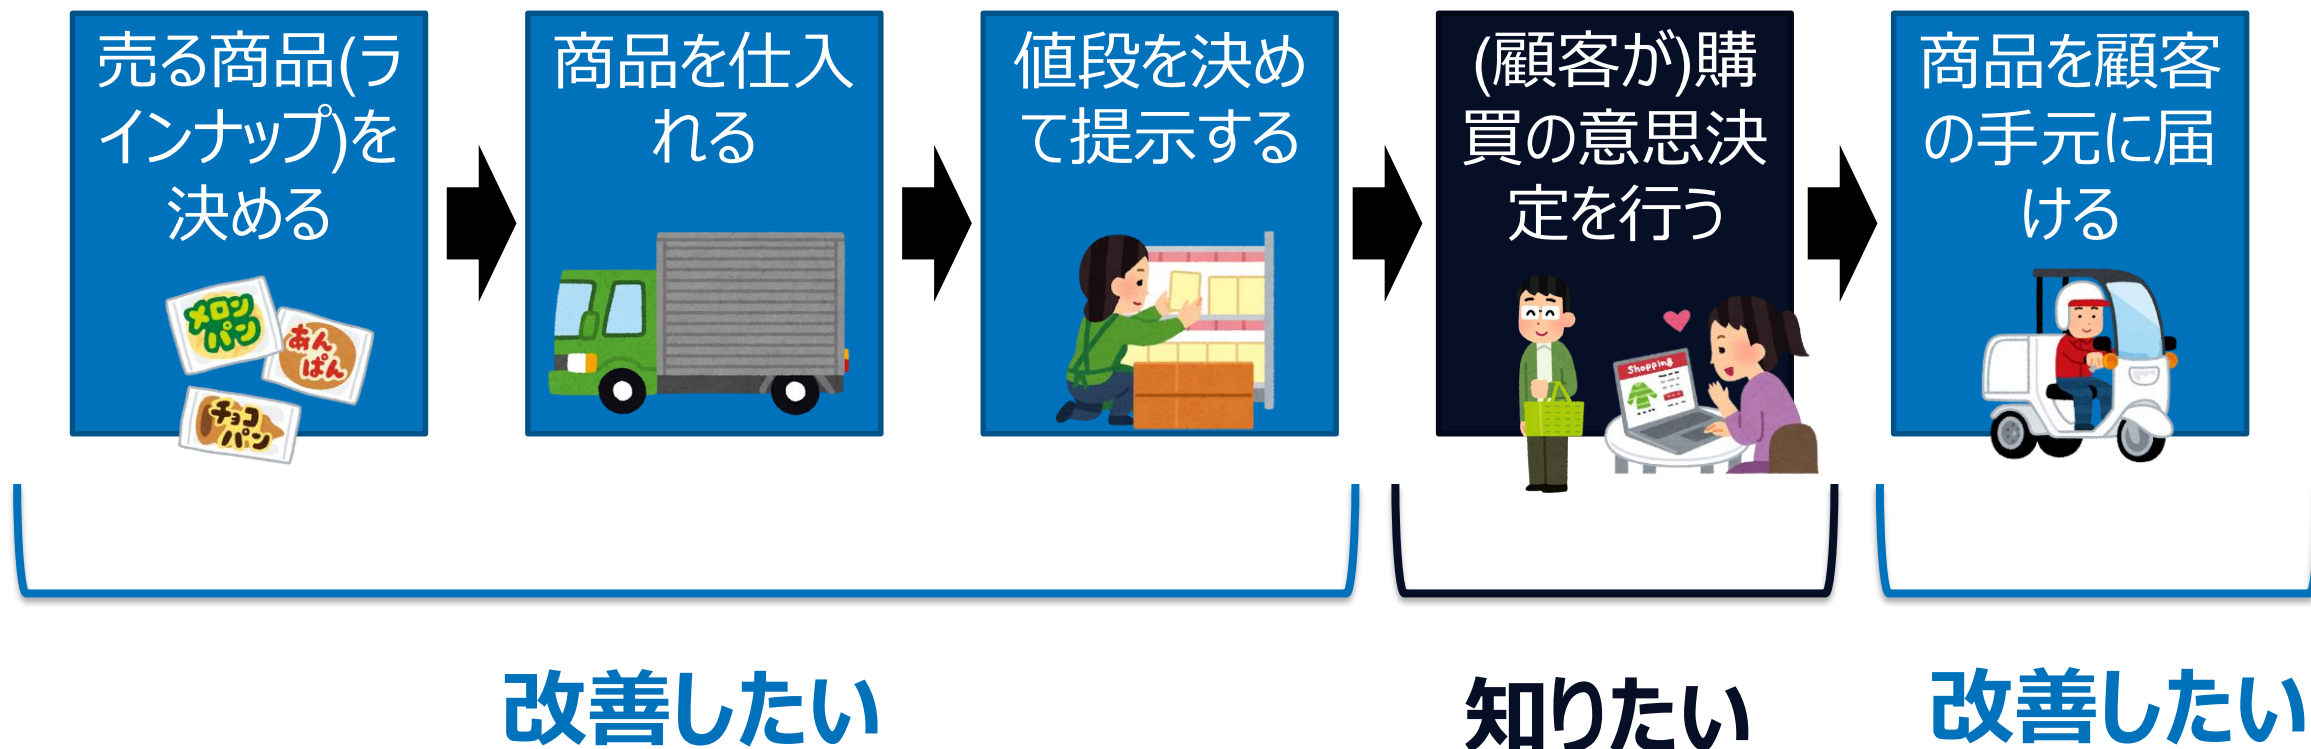 売る商品(ラ
インナップ)を
決める
メロン
パン
あん
ぱん
チョコ
パン
商品を仕入
れる
値段を決め
て提示する
(顧客が)購
買の意思決
定を行う
Shopping
商品を顧客
の手元に届
ける
改善したい
知りたい
改善したい